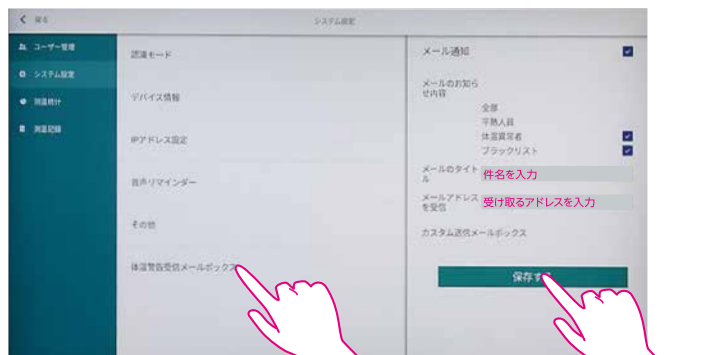 戻る
システム設定
ユーザー管理
システム設定
測温統計
測温記録
認識モード
デバイス情報
IPアドレス設定
音声リマインダー
その他
体温警告受信メールボックス
メール通知
メールのお知ら
せ内容
全部
平熱人員
体温異常者
ブラックリスト
メールのタイト
ル
件名を入力
メールアドレス
を受信
受け取るアドレスを入力
カスタム送信メールボックス
保存す